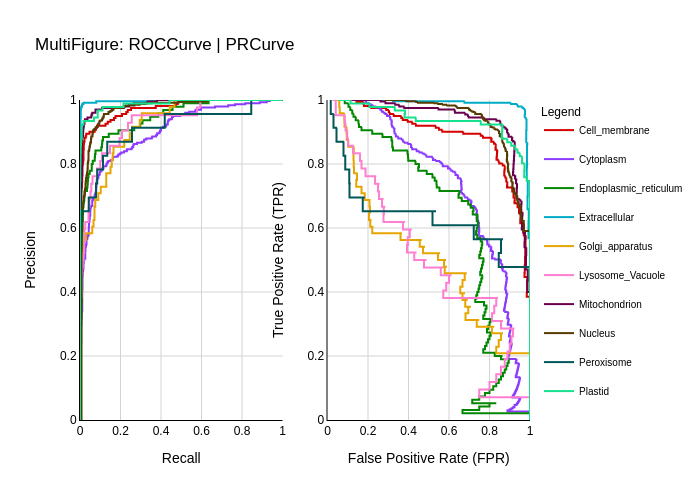 MultiFigure: ROCCurve | PRCurve
Precision
1
0.8
0.6
0.4
0.2
0
0 0.2 0.4 0.6 0.8 1
Recall
True Positive Rate (TPR)
1
0.8
0.6
0.4
0.2
0
0 0.2 0.4 0.6 0.8 1
False Positive Rate (FPR)
Legend
Cell_membrane
Cytoplasm
Endoplasmic_reticulum
Extracellular
Golgi_apparatus
Lysosome_Vacuole
Mitochondrion
Nucleus
Peroxisome
Plastid